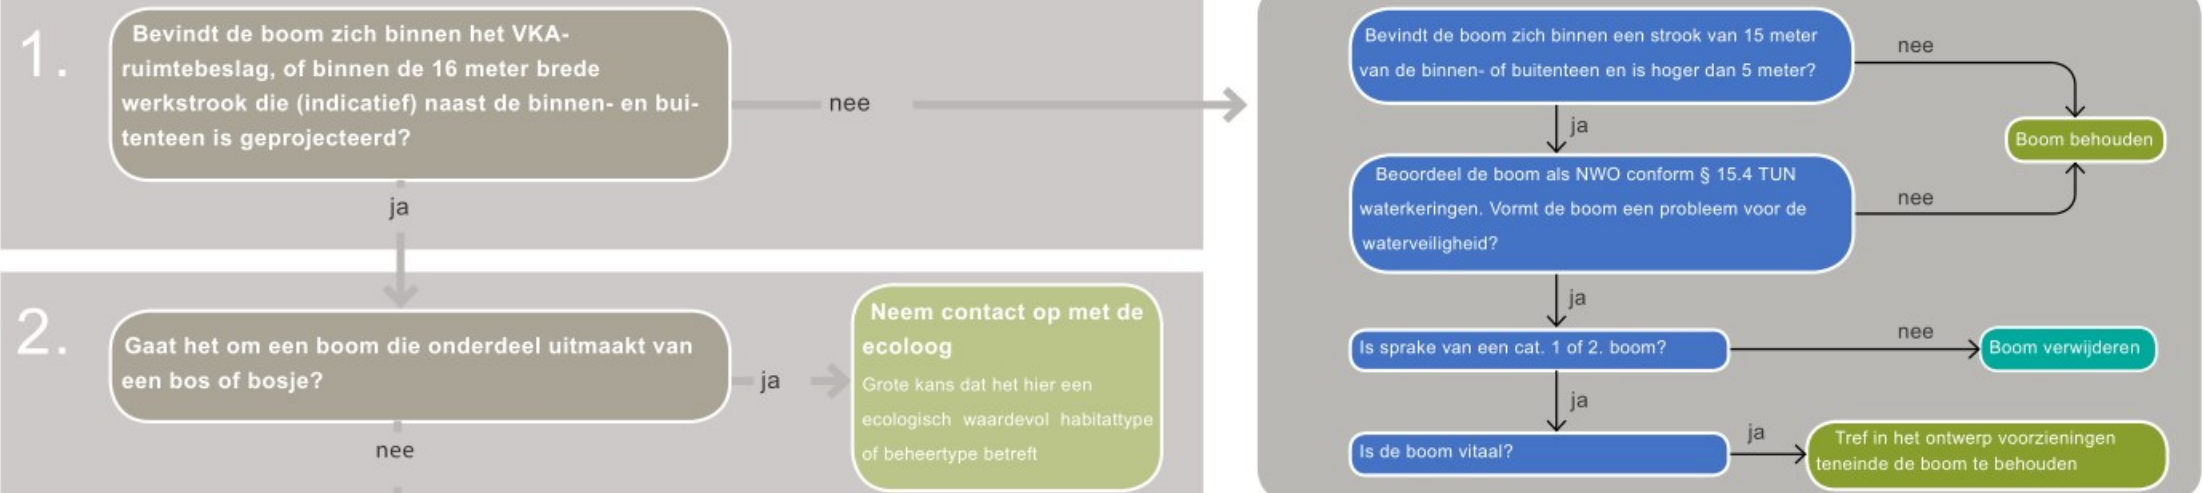 1.
Bevindt de boom zich binnen het VKA-
ruimtebeslag, of binnen de 16 meter brede
werkstrook die (indicatief) naast de binnen- en bui-
tenteen is geprojecteerd?
nee
ja
2.
Gaat het om een boom die onderdeel uitmaakt van
een bos of bosje?
ja
nee
Neem contact op met de
ecoloog
Grote kans dat het hier een
ecologisch waardevol habitattype
of beheertype betreft
Bevindt de boom zich binnen een strook van 15 meter
van de binnen- of buitenteen en is hoger dan 5 meter?
nee
ja
Boom behouden
Beoordeel de boom als NWO conform § 15.4 TUN
waterkeringen. Vormt de boom een probleem voor de
waterveiligheid?
nee
ja
Is sprake van een cat. 1 of 2. boom?
nee
Boom verwijderen
ja
Is de boom vitaal?
ja
Tref in het ontwerp voorzieningen
teneinde de boom te behouden